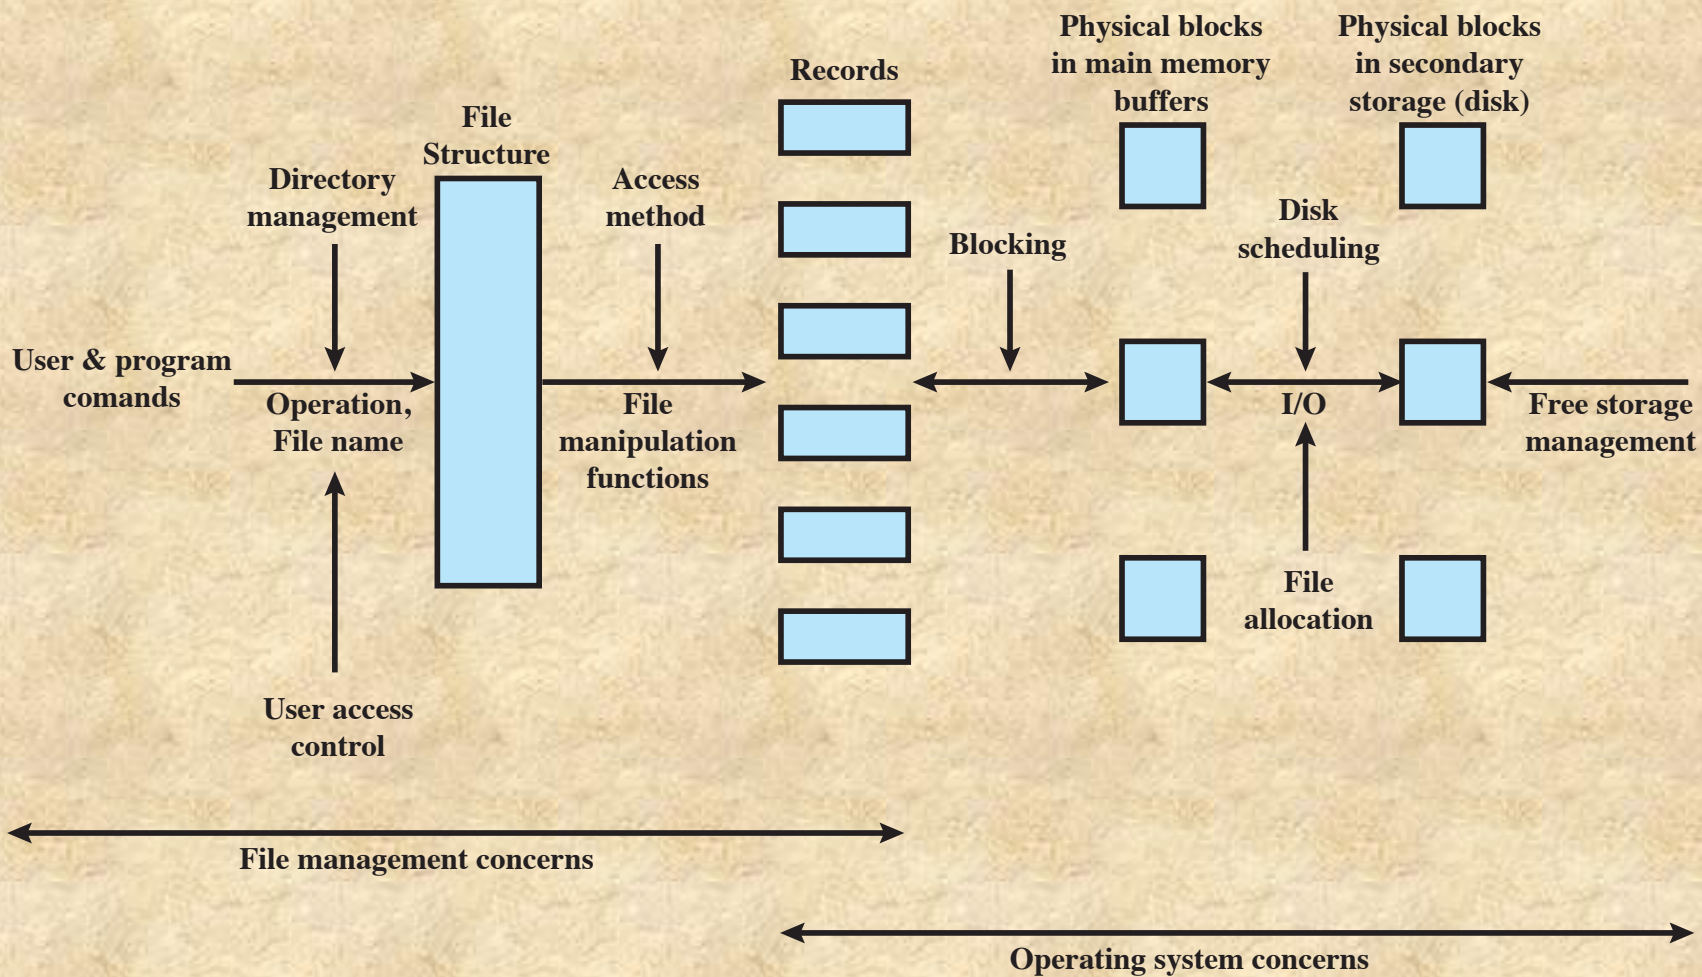 Physical blocks
in main memory
buffers
Physical blocks
in secondary
storage (disk)
Records
File
Structure
Directory
management
Access
method
Blocking
Disk
scheduling
User & program
comands
Operation,
File name
File
manipulation
functions
I/O
Free storage
management
File
allocation
User access
control
File management concerns
Operating system concerns